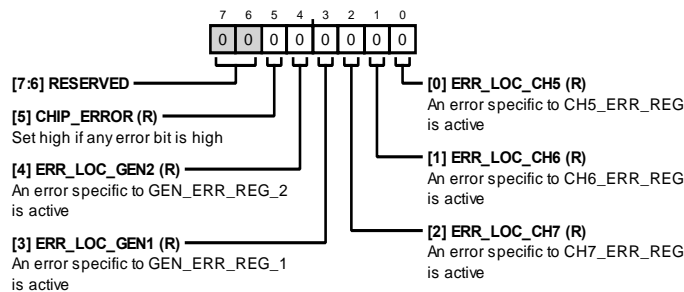 7 6 5 4 3 2 1 0
0 0 0 0 0 0 0 0
[7:6] RESERVED
[5] CHIP_ERROR (R)
Set high if any error bit is high
[4] ERR_LOC_GEN2 (R)
An error specific to GEN_ERR_REG_2
is active
[3] ERR_LOC_GEN1 (R)
An error specific to GEN_ERR_REG_1
is active
[0] ERR_LOC_CH5 (R)
An error specific to CH5_ERR_REG
is active
[1] ERR_LOC_CH6 (R)
An error specific to CH6_ERR_REG
is active
[2] ERR_LOC_CH7 (R)
An error specific to CH7_ERR_REG
is active